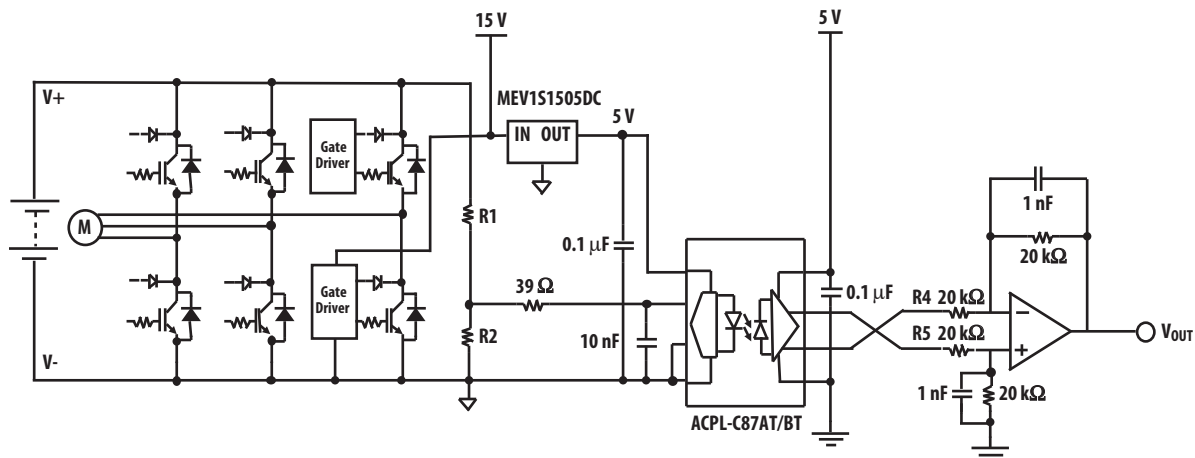 15 V
5 V
V+
MEV1S1505DC
5 V
IN OUT
Gate
Driver
1 nF
M
R1
20 kΩ
0.1 μF
39 Ω
Gate
Driver
0.1 μF
R4 20 kΩ
R2
R5 20 kΩ
VOUT
10 nF
V-
1 nF
20 kΩ
ACPL-C87AT/BT